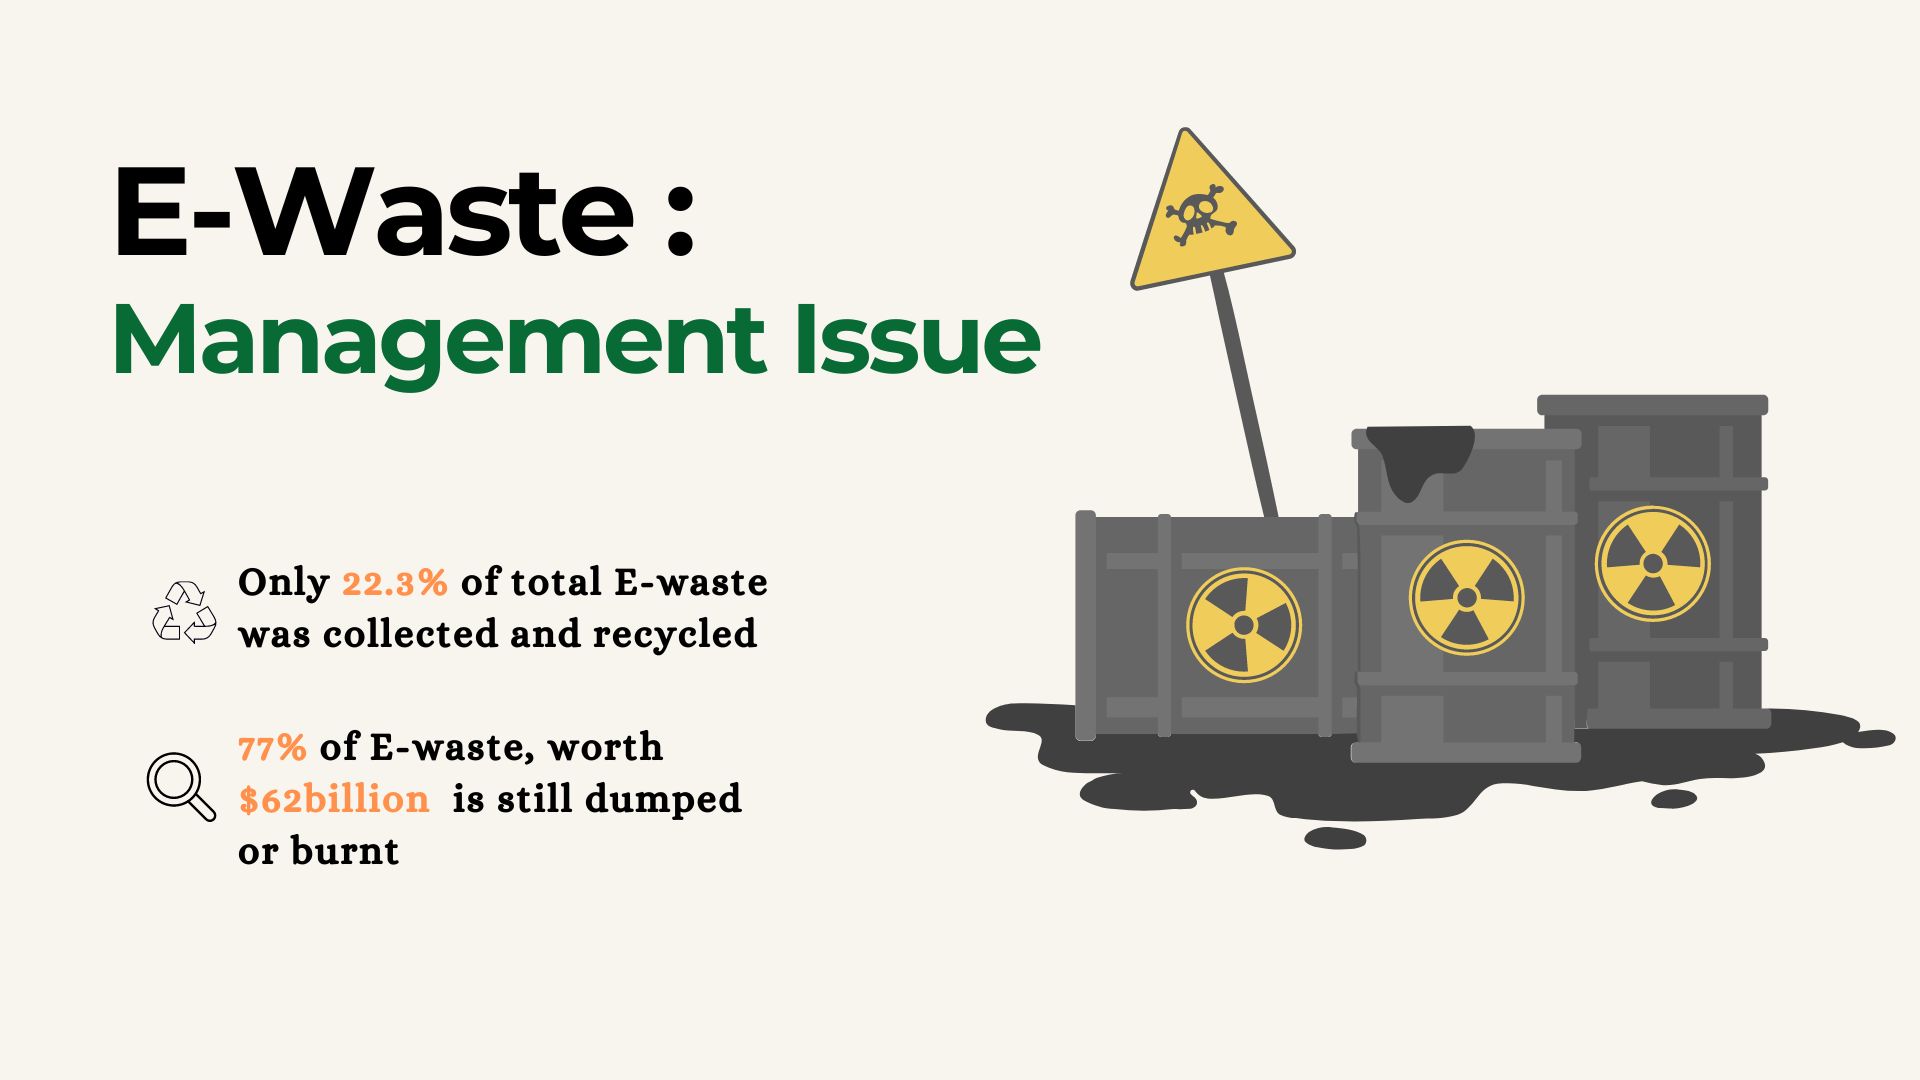 E-Waste :
Management Issue
Only 22.3% of total E-waste
was collected and recycled
77% of E-waste, worth
$62billion  is still dumped
or burnt